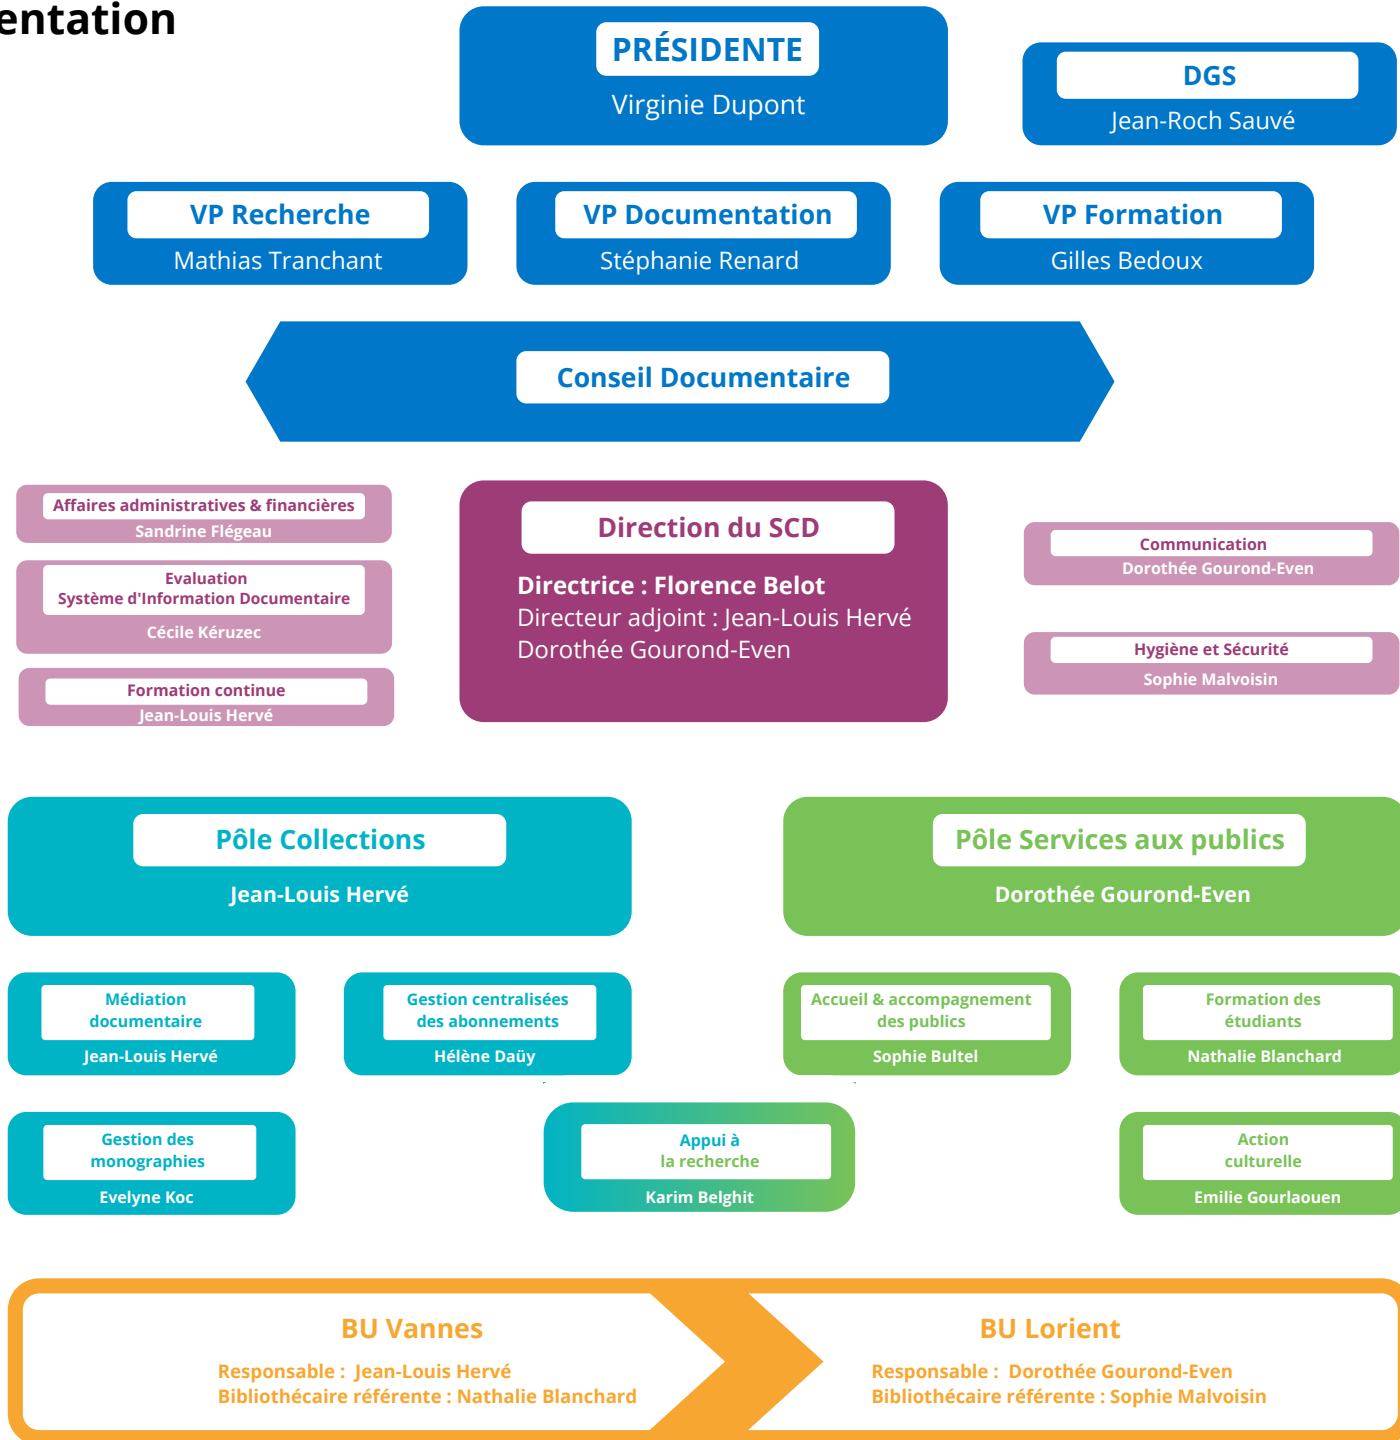 entation
PRÉSIDENTE
Virginie Dupont
DGS
Jean-Roch Sauvé
VP Recherche
Mathias Tranchant
VP Documentation
Stéphanie Renard
VP Formation
Gilles Bedoux
Conseil Documentaire
Affaires administratives & financières
Sandrine Flégeau
Evaluation
Système d'Information Documentaire
Cécile Kéruzec
Formation continue
Jean-Louis Hervé
Direction du SCD
Directrice : Florence Belot
Directeur adjoint : Jean-Louis Hervé
Dorothée Gourond-Even
Communication
Dorothée Gourond-Even
Hygiène et Sécurité
Sophie Malvoisin
Pôle Collections
Jean-Louis Hervé
Pôle Services aux publics
Dorothée Gourond-Even
Médiation
documentaire
Jean-Louis Hervé
Gestion centralisées
des abonnements
Hélène Daüy
Accueil & accompagnement
des publics
Sophie Bultel
Formation des
étudiants
Nathalie Blanchard
Gestion des
monographies
Evelyne Koc
Appui à
la recherche
Karim Belghit
Action
culturelle
Emilie Gourlaouen
BU Vannes
Responsable : Jean-Louis Hervé
Bibliothécaire référente : Nathalie Blanchard
BU Lorient
Responsable : Dorothée Gourond-Even
Bibliothécaire référente : Sophie Malvoisin